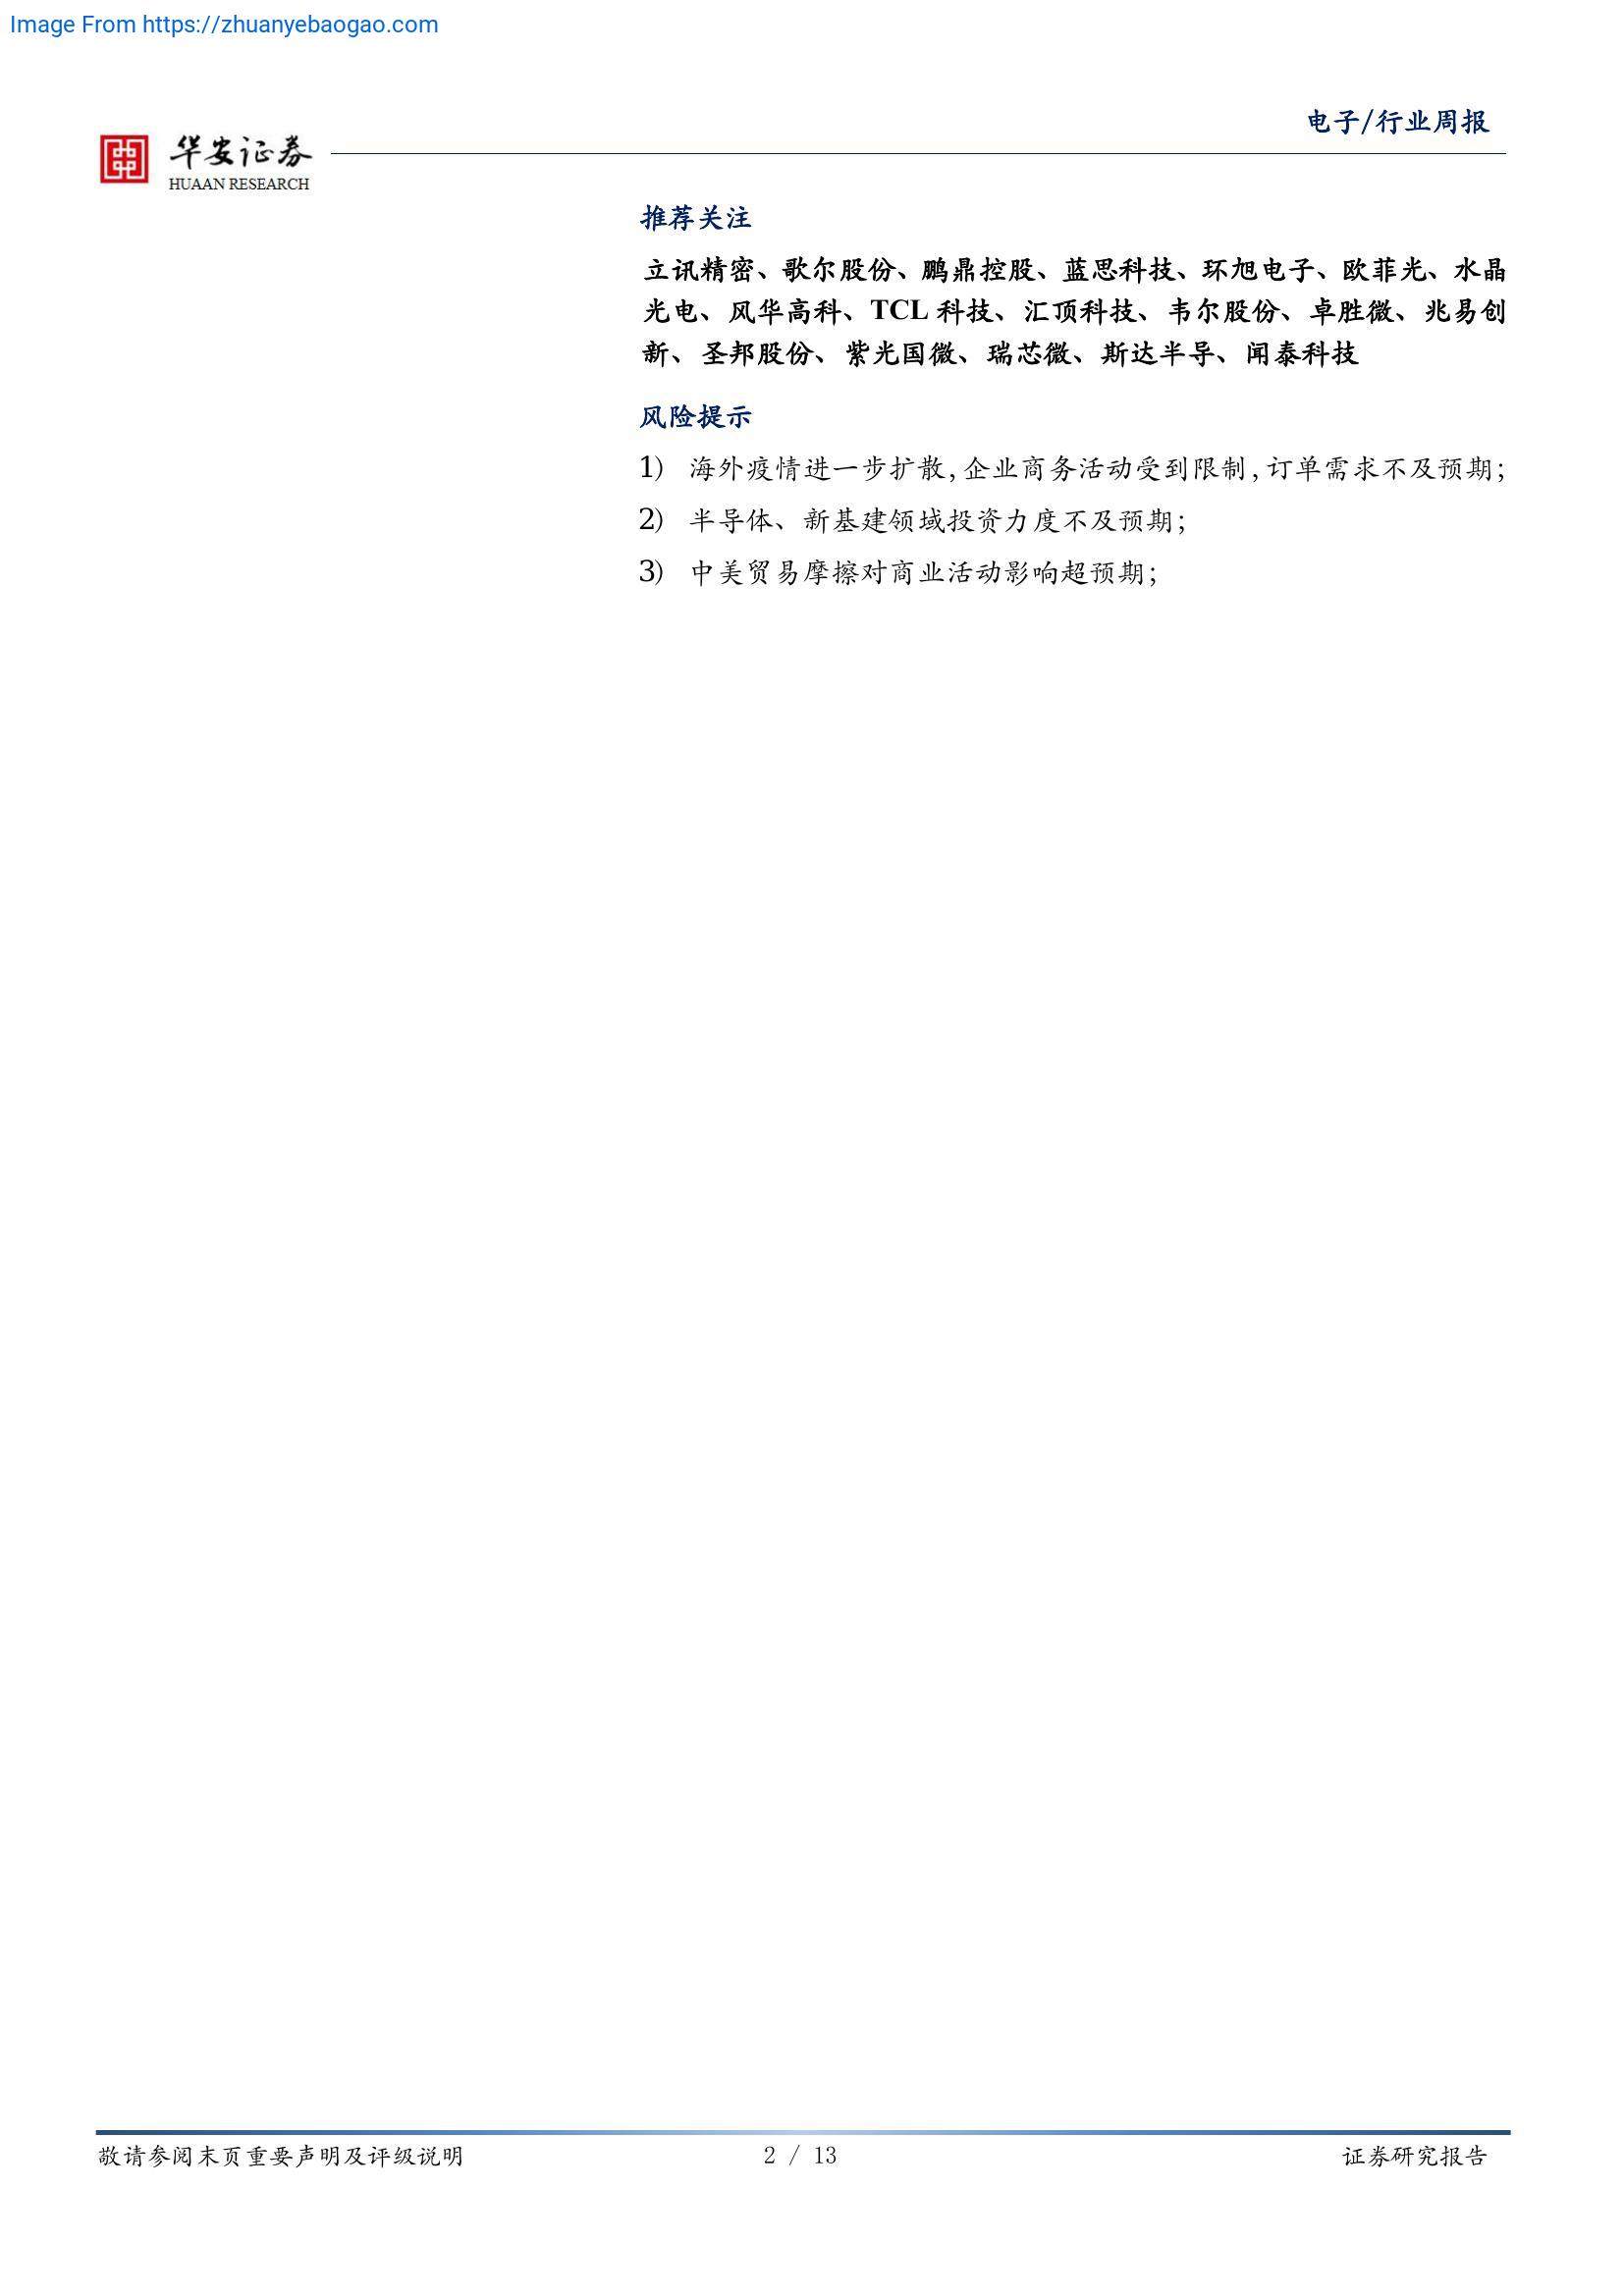 Image From https://zhuanyebaogao.com
电子/行业周报
华安证券
HUAAN RESEARCH
推荐关注
立讯精密、歌尔股份、鹏鼎控股、蓝思科技、环旭电子、欧菲光、水晶
光电、风华高科、TCL 科技、汇顶科技、韦尔股份、卓胜微、兆易创
新、圣邦股份、紫光国微、瑞芯微、斯达半导、闻泰科技
风险提示
1) 海外疫情进一步扩散,企业商务活动受到限制,订单需求不及预期;
2) 半导体、新基建领域投资力度不及预期;
3) 中美贸易摩擦对商业活动影响超预期;
敬请参阅末页重要声明及评级说明
2 / 13
证券研究报告